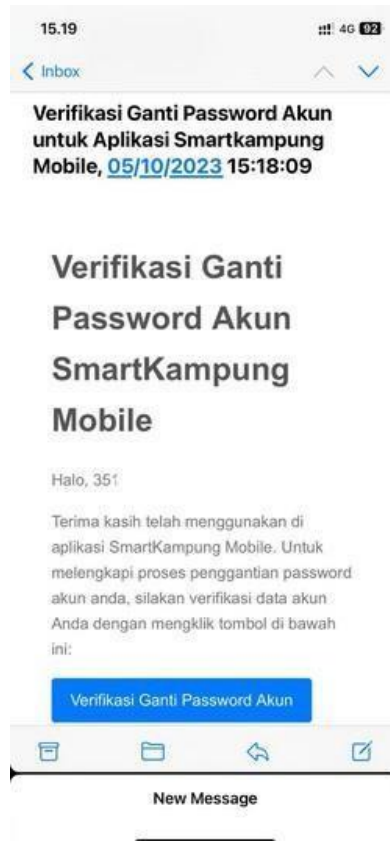 15.19
4G 92
Inbox
Verifikasi Ganti Password Akun
untuk Aplikasi Smartkampung
Mobile, 05/10/2023 15:18:09
Verifikasi Ganti
Password Akun
SmartKampung
Mobile
Halo, 351
Terima kasih telah menggunakan di
aplikasi SmartKampung Mobile. Untuk
melengkapi proses penggantian password
akun anda, silakan verifikasi data akun
Anda dengan mengklik tombol di bawah
ini:
Verifikasi Ganti Password Akun
New Message